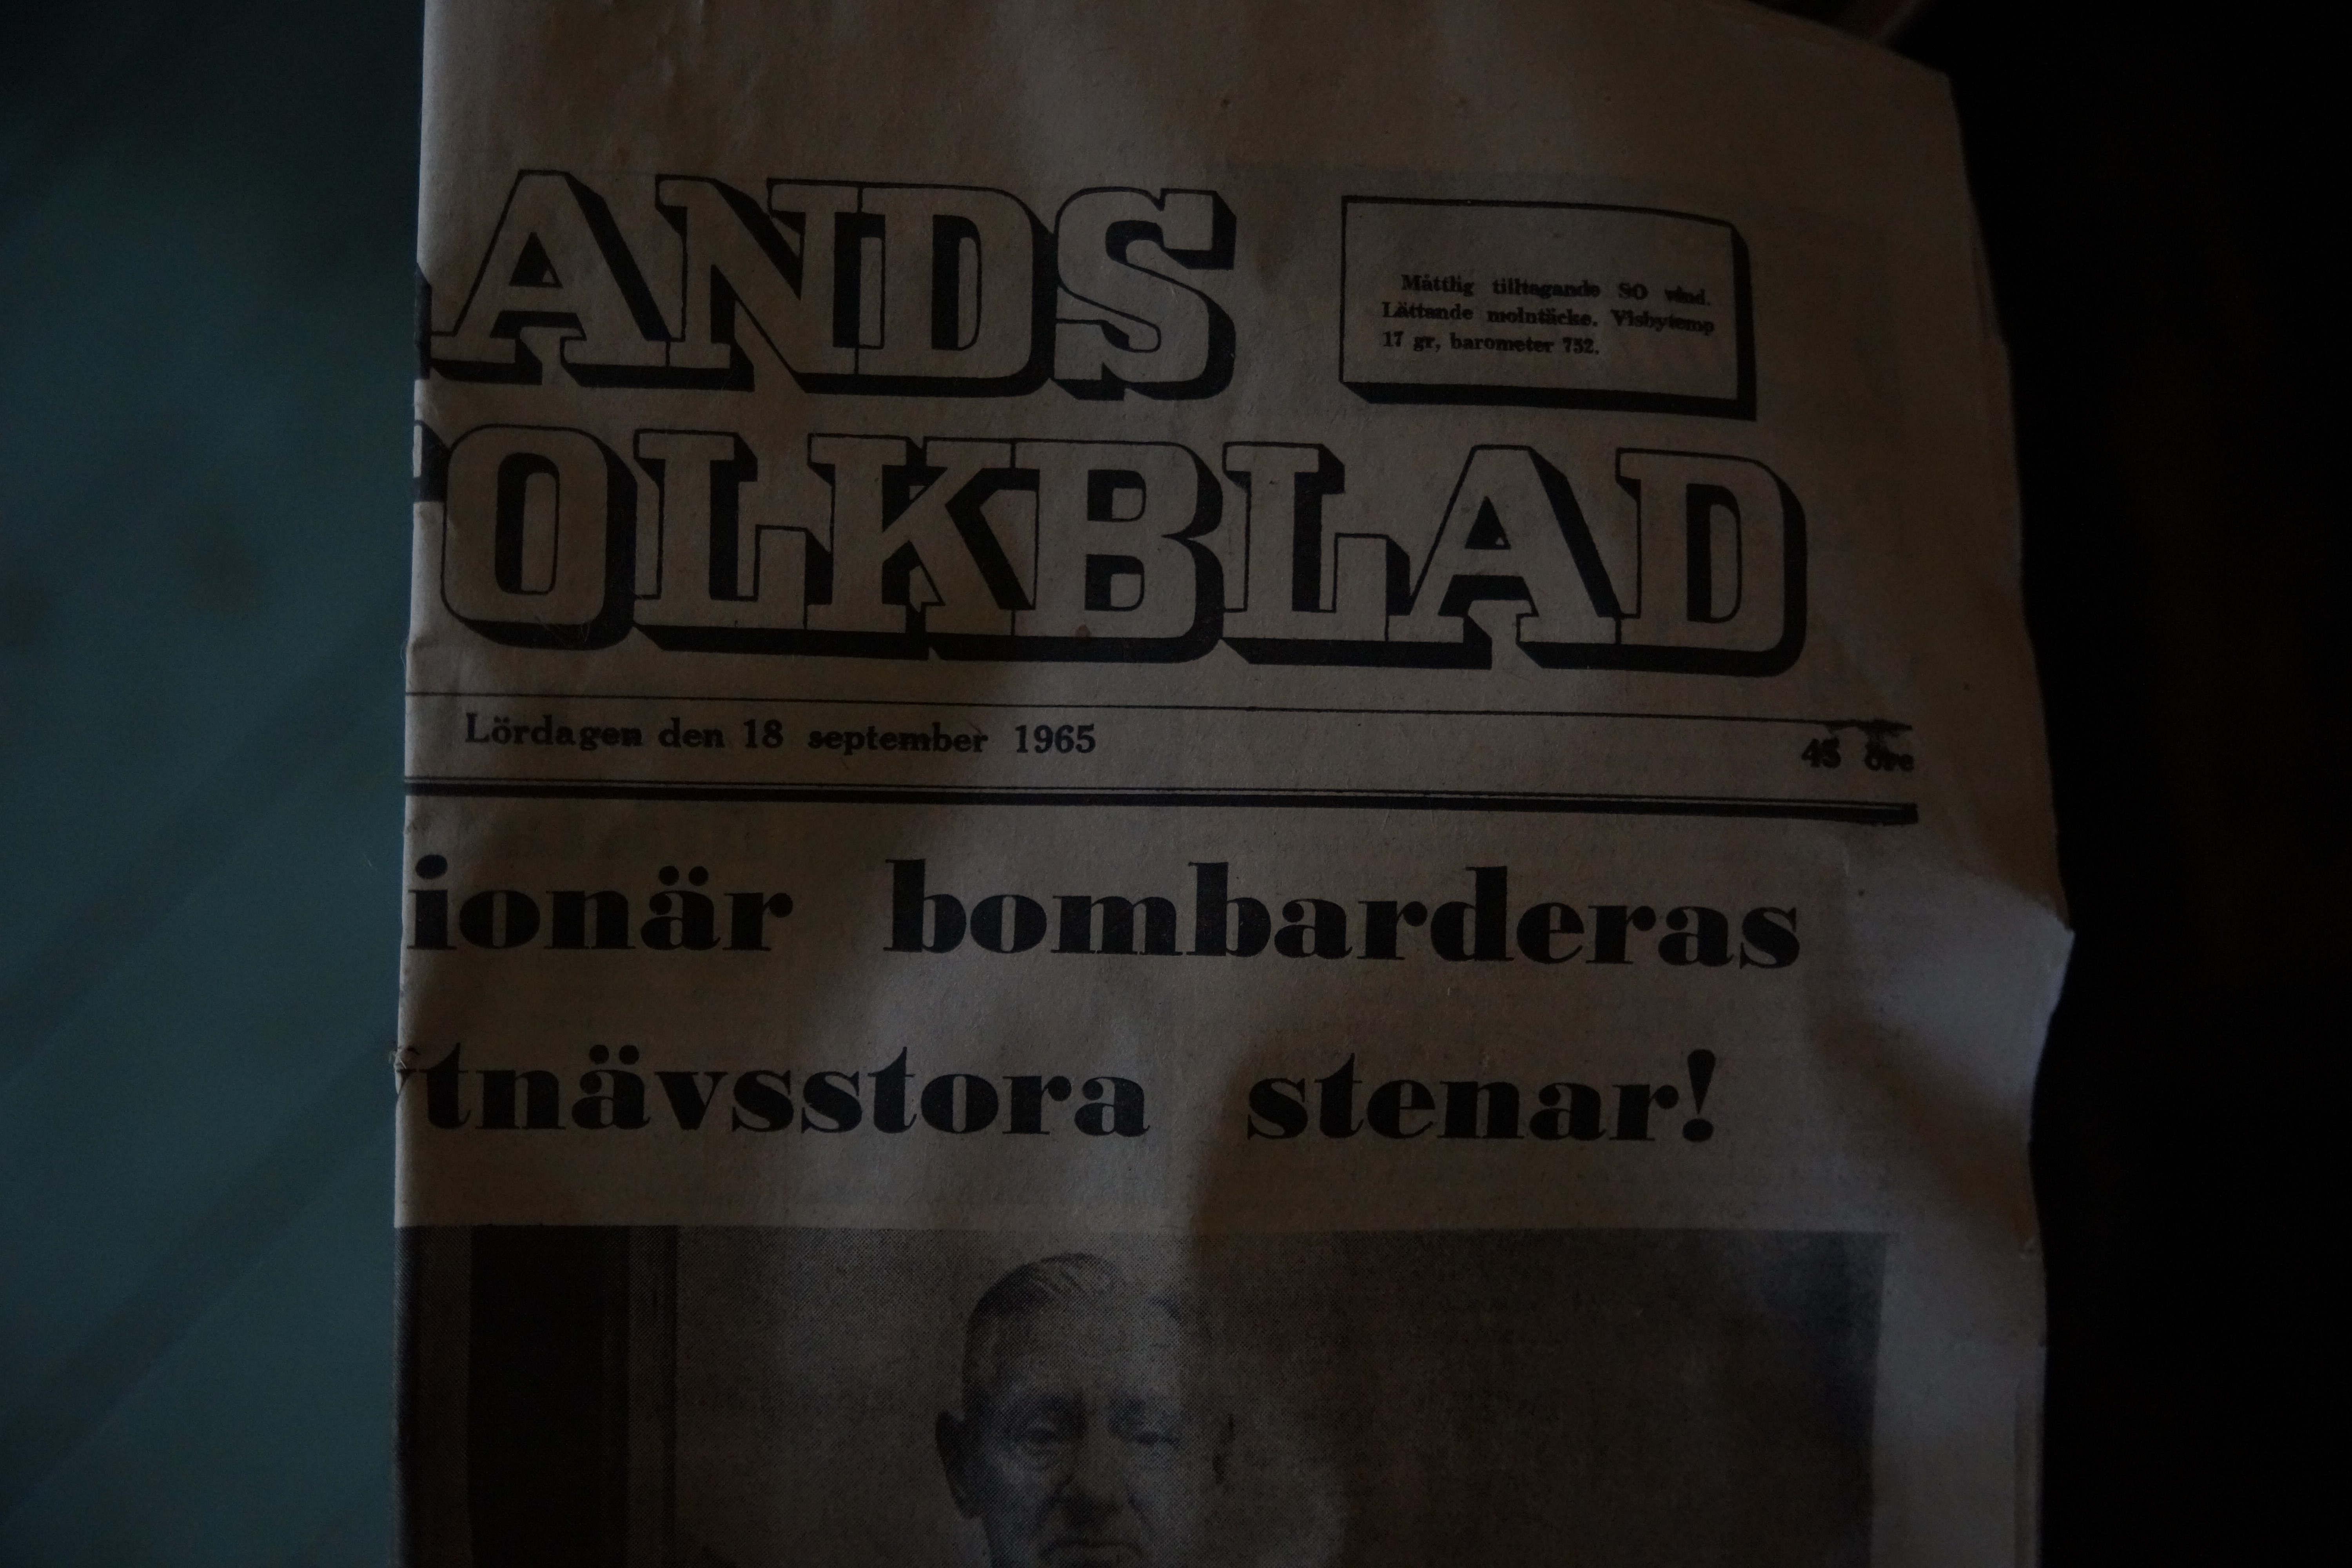 ANDS
Måttlig tilltagande SO vind.
Lättande molntäcke. Visbytemp
17 gr, barometer 752.
OLKBLAD
Lördagen den 18 september 1965
45 öre
ionär bombarderas
tnävsstora stenar!